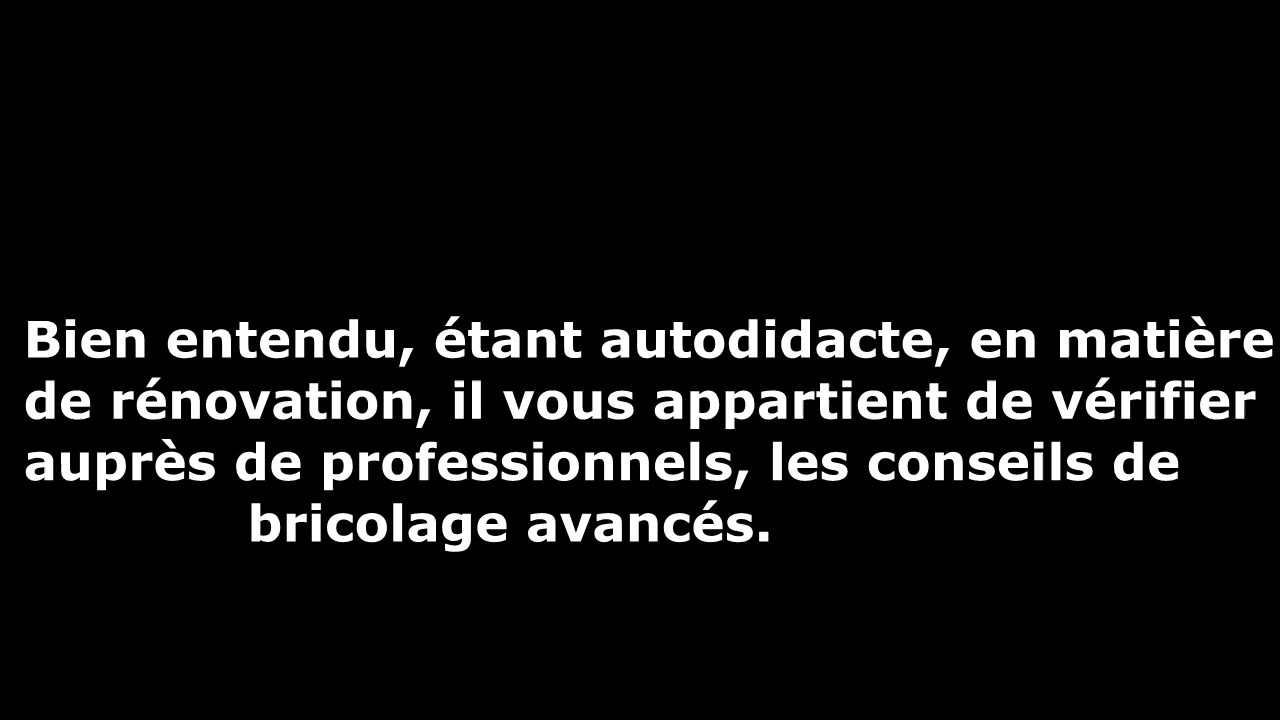 Bien entendu, étant autodidacte, en matière
de rénovation, il vous appartient de vérifier
auprès de professionnels, les conseils de
bricolage avancés.